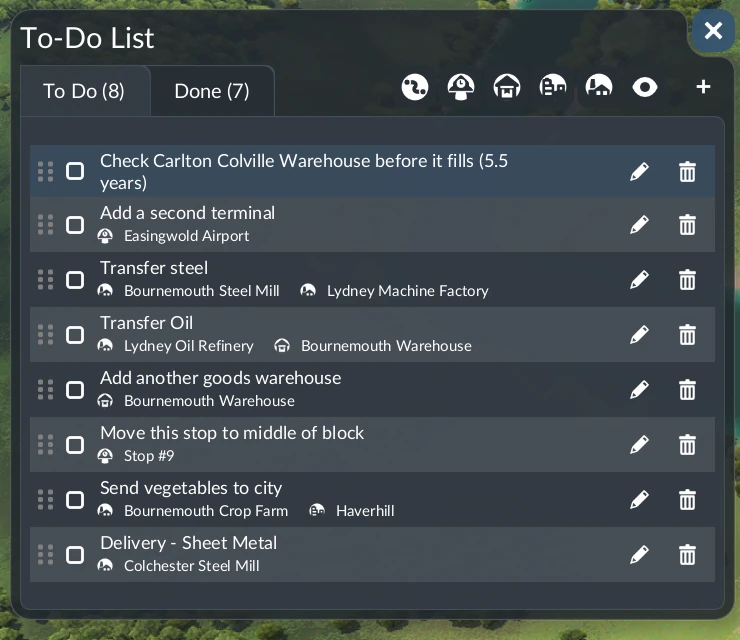 To-Do List
To Do (8)
Done (7)
Check Carlton Colville Warehouse before it fills (5.5
years)
Add a second terminal
Easingwold Airport
Transfer steel
Bournemouth Steel Mill Lydney Machine Factory
Transfer Oil
Lydney Oil Refinery Bournemouth Warehouse
Add another goods warehouse
Bournemouth Warehouse
Move this stop to middle of block
Stop #9
Send vegetables to city
Bournemouth Crop Farm Haverhill
Delivery - Sheet Metal
Colchester Steel Mill